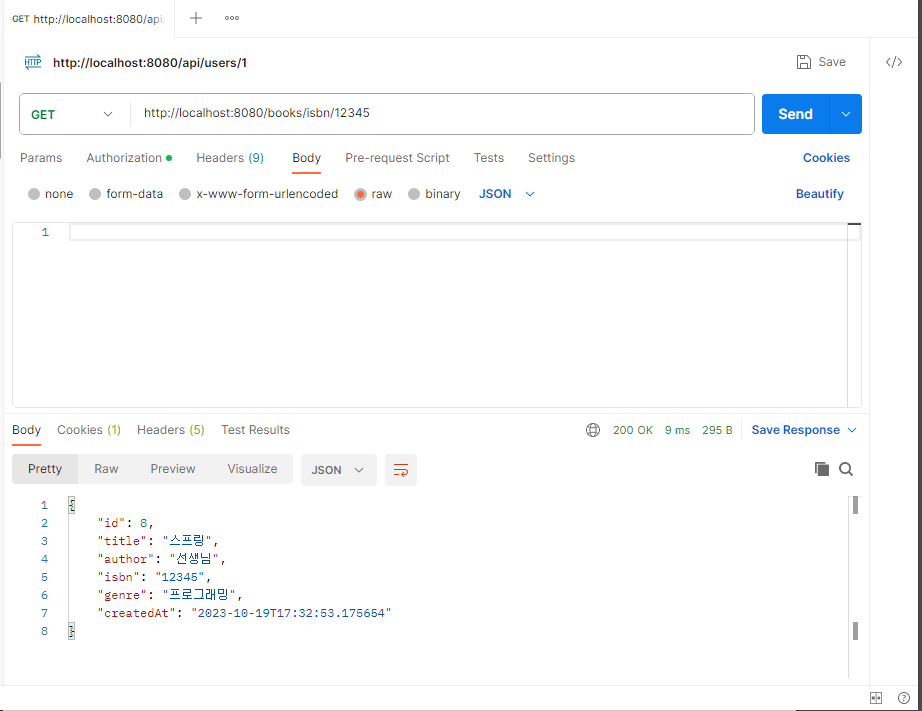 GET http://localhost:8080/api/
http://localhost:8080/api/users/1
Save
GET http://localhost:8080/books/isbn/12345 Send
Params Authorization Headers (9) Body Pre-request Script Tests Settings Cookies
none form-data x-www-form-urlencoded raw binary JSON Beautify
1
Body Cookies (1) Headers (5) Test Results 200 OK 9 ms 295 B Save Response
Pretty Raw Preview Visualize JSON
1 {
2 "id": 8,
3 "title": "스프링",
4 "author": "선생님",
5 "isbn": "12345",
6 "genre": "프로그래밍",
7 "createdAt": "2023-10-19T17:32:53.175654"
8 }